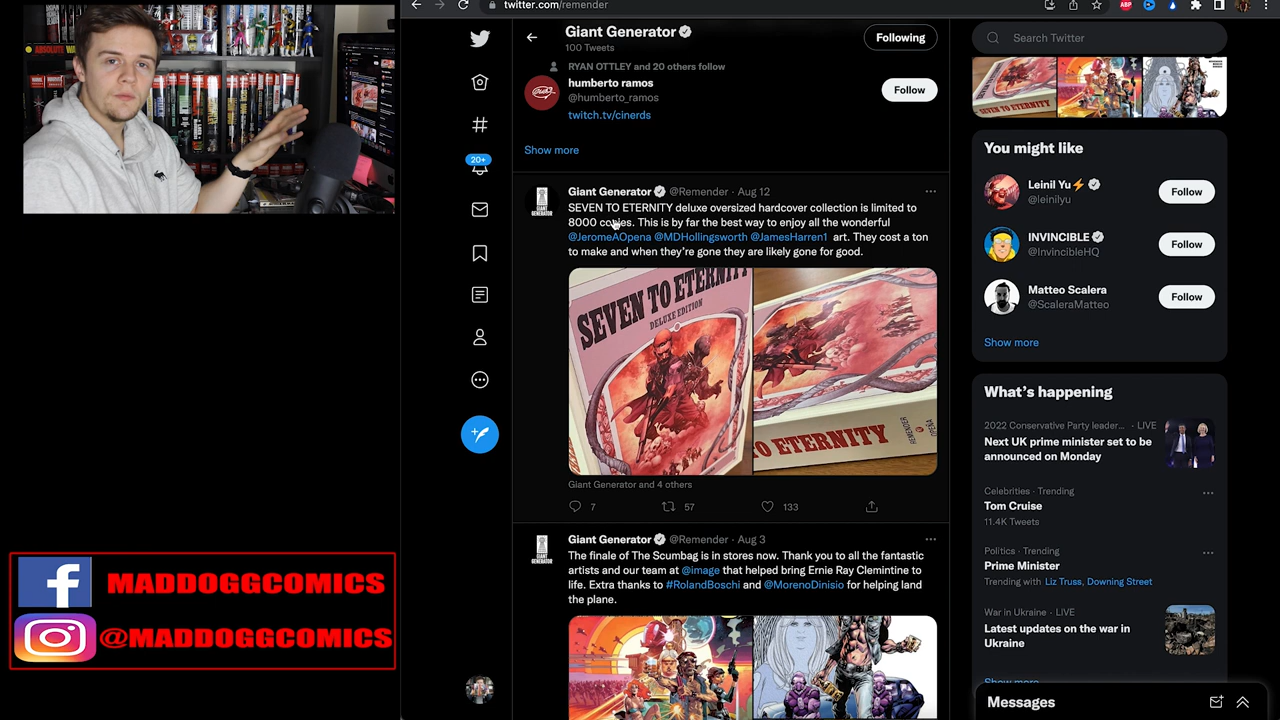 twitter.com/remender
Giant Generator
100 Tweets
Following
Search Twitter
RYAN OTTLEY and 20 others follow
humberto ramos
@humberto_ramos
Follow
twitch.tv/cinerds
Show more
20+
Giant Generator @Remender · Aug 12
SEVEN TO ETERNITY deluxe oversized hardcover collection is limited to
8000 copies. This is by far the best way to enjoy all the wonderful
@JeromeAOpena @MDHollingsworth @JamesHarren1 art. They cost a ton
to make and when they're gone they are likely gone for good.
SEVEN TO ETERNITY
DELUXE EDITION
TO ETERNITY
Giant Generator and 4 others
7 57 133
Giant Generator @Remender · Aug 3
The finale of The Scumbag is in stores now. Thank you to all the fantastic
artists and our team at @image that helped bring Ernie Ray Clemintine to
life. Extra thanks to #RolandBoschi and @MorenoDinisio for helping land
the plane.
SEVEN TO ETERNITY
You might like
Leinil Yu⚡
@leinilyu
Follow
INVINCIBLE
@InvincibleHQ
Follow
Matteo Scalera
@ScaleraMatteo
Follow
Show more
What's happening
2022 Conservative Party leader... · LIVE
Next UK prime minister set to be
announced on Monday
Celebrities · Trending
Tom Cruise
11.4K Tweets
Politics · Trending
Prime Minister
Trending with Liz Truss, Downing Street
War in Ukraine · LIVE
Latest updates on the war in
Ukraine
Show more
Messages
MADDOGGCOMICS
@MADDOGGCOMICS